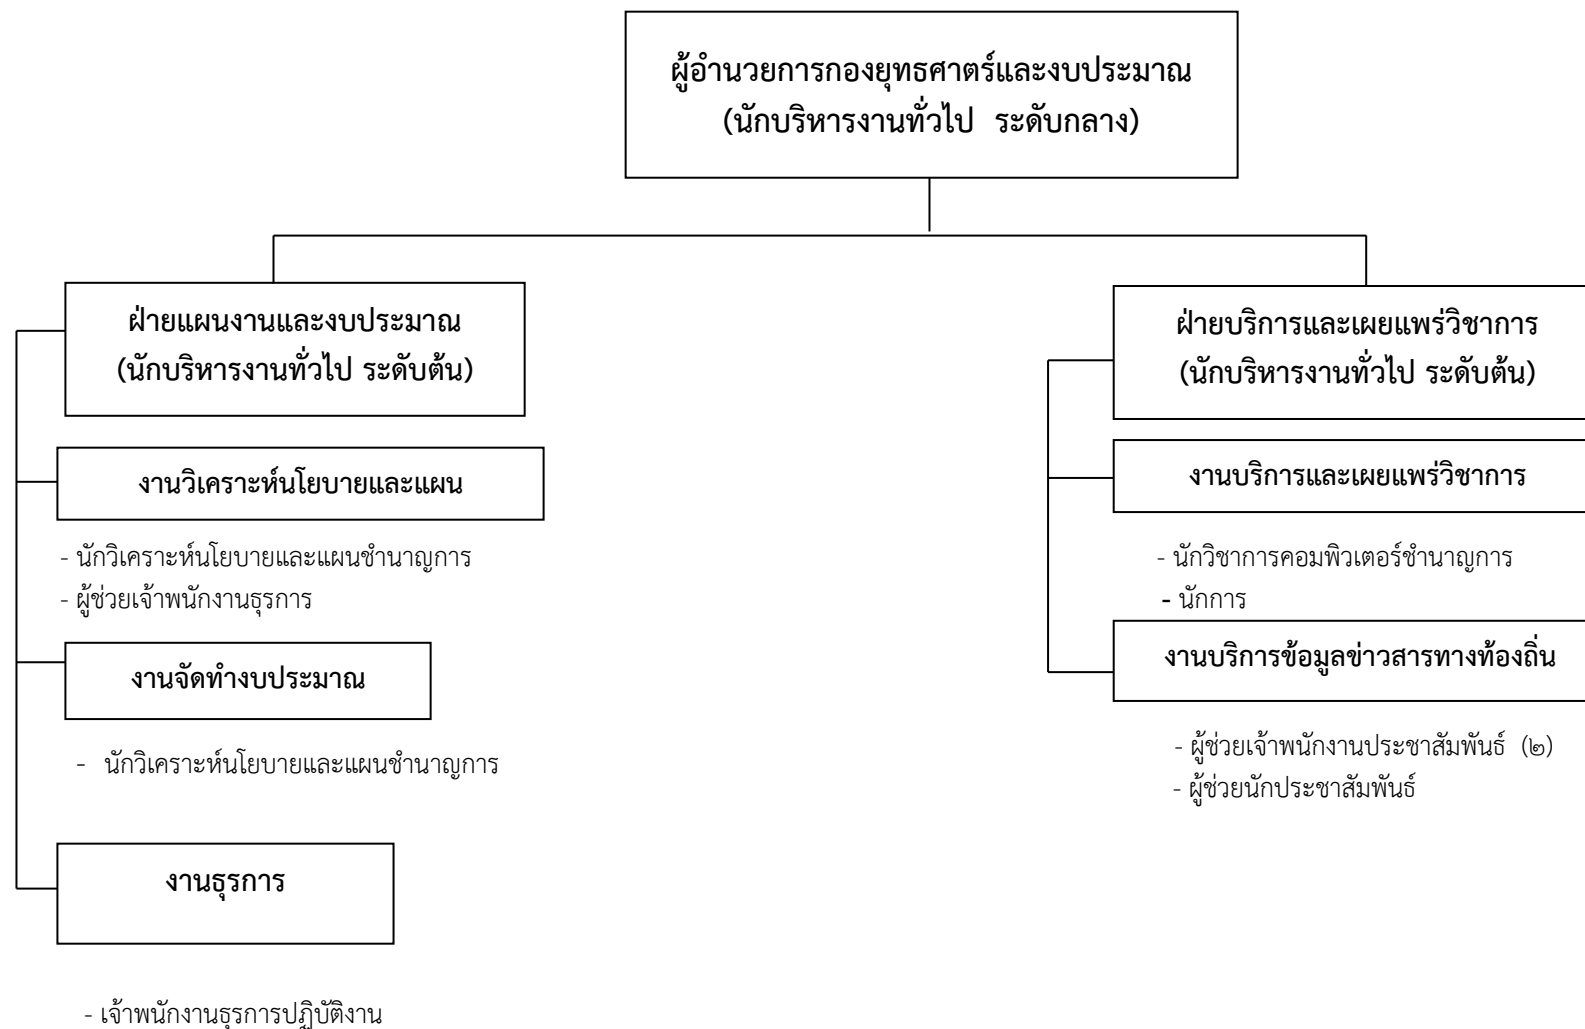 ผู้อำนวยการกองยุทธศาตร์และงบประมาณ
(นักบริหารงานทั่วไป  ระดับกลาง)
ฝ่ายแผนงานและงบประมาณ
(นักบริหารงานทั่วไป ระดับต้น)
งานวิเคราะห์นโยบายและแผน
- นักวิเคราะห์นโยบายและแผนชำนาญการ
- ผู้ช่วยเจ้าพนักงานธุรการ
งานจัดทำงบประมาณ
-  นักวิเคราะห์นโยบายและแผนชำนาญการ
งานธุรการ
- เจ้าพนักงานธุรการปฏิบัติงาน
ฝ่ายบริการและเผยแพร่วิชาการ
(นักบริหารงานทั่วไป ระดับต้น)
งานบริการและเผยแพร่วิชาการ
- นักวิชาการคอมพิวเตอร์ชำนาญการ
- นักการ
งานบริการข้อมูลข่าวสารทางท้องถิ่น
- ผู้ช่วยเจ้าพนักงานประชาสัมพันธ์  (๒)
- ผู้ช่วยนักประชาสัมพันธ์